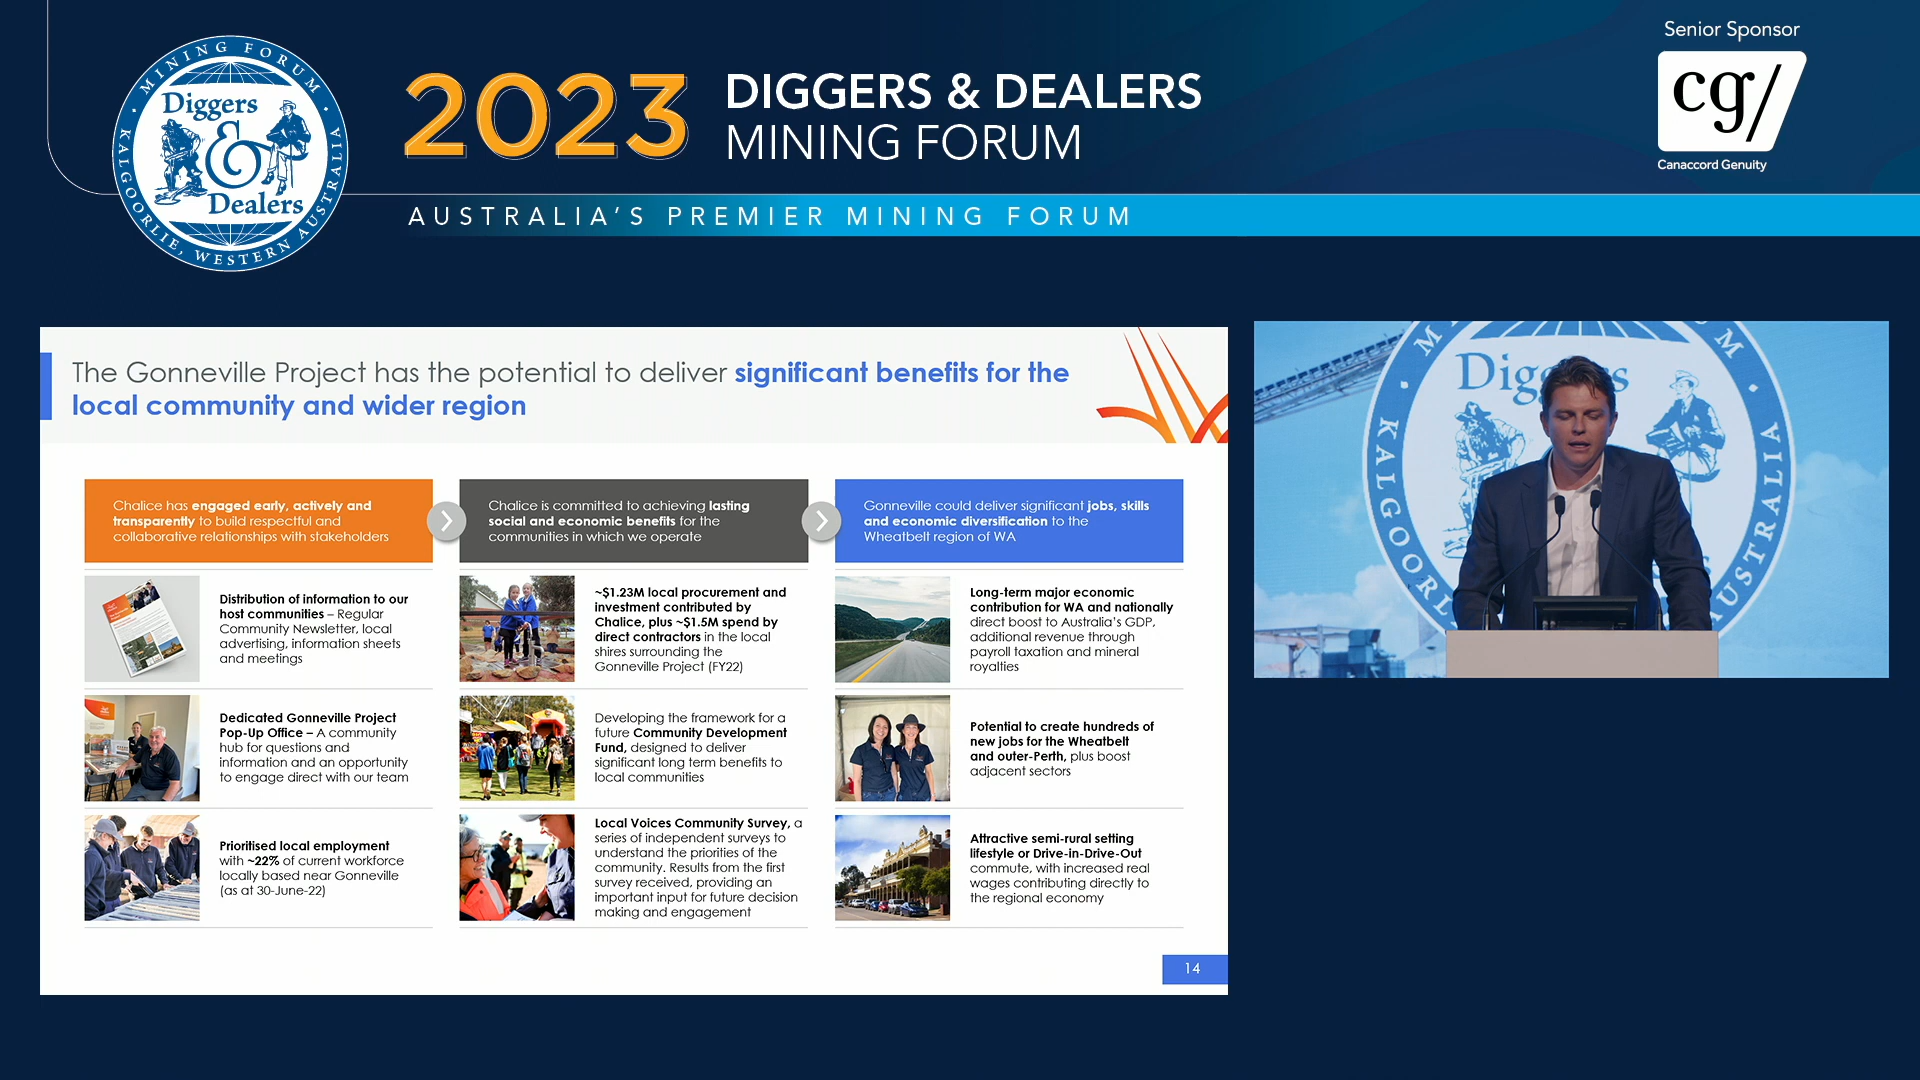 MINING FORUM
Diggers
&
Dealers
KALGOORLIE, WESTERN AUSTRALIA
2023 DIGGERS & DEALERS
MINING FORUM
AUSTRALIA'S PREMIER MINING FORUM
Senior Sponsor
cg/
Canaccord Genuity
The Gonneville Project has the potential to deliver significant benefits for the
local community and wider region
Chalice has engaged early, actively and
transparently to build respectful and
collaborative relationships with stakeholders
Distribution of information to our
host communities – Regular
Community Newsletter, local
advertising, information sheets
and meetings
Dedicated Gonneville Project
Pop-Up Office – A community
hub for questions and
information and an opportunity
to engage direct with our team
Prioritised local employment
with ~22% of current workforce
locally based near Gonneville
(as at 30-June-22)
Chalice is committed to achieving lasting
social and economic benefits for the
communities in which we operate
~$1.23M local procurement and
investment contributed by
Chalice, plus ~$1.5M spend by
direct contractors in the local
shires surrounding the
Gonneville Project (FY22)
Developing the framework for a
future Community Development
Fund, designed to deliver
significant long term benefits to
local communities
Local Voices Community Survey, a
series of independent surveys to
understand the priorities of the
community. Results from the first
survey received, providing an
important input for future decision
making and engagement
Gonneville could deliver significant jobs, skills
and economic diversification to the
Wheatbelt region of WA
Long-term major economic
contribution for WA and nationally
direct boost to Australia's GDP,
additional revenue through
payroll taxation and mineral
royalties
Potential to create hundreds of
new jobs for the Wheatbelt
and outer-Perth, plus boost
adjacent sectors
Attractive semi-rural setting
lifestyle or Drive-in-Drive-Out
commute, with increased real
wages contributing directly to
the regional economy
14